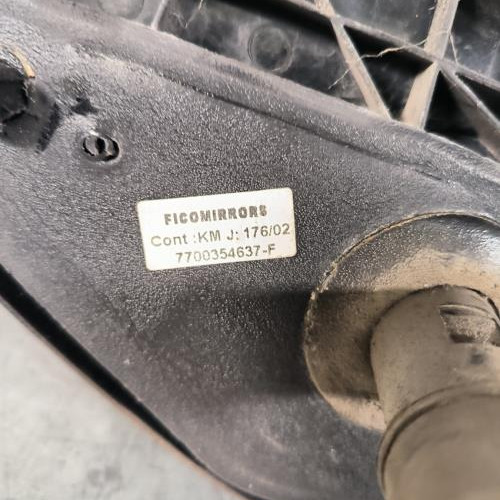 FICOMIRRORS
Cont :KM J: 176/02
7700354637-F